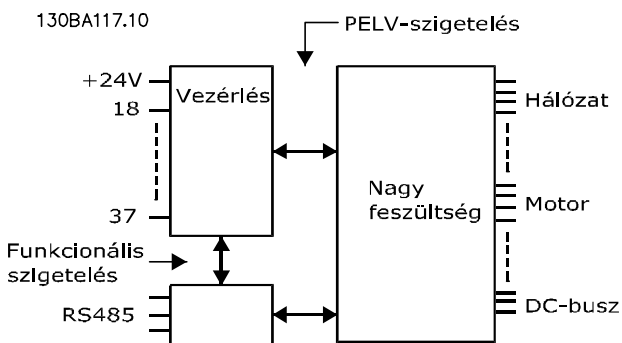 130BA117.10
PELV-szigetelés
+24V
18
Vezérlés
Hálózat
37
Nagy
feszültség
Motor
Funkcionális
szigetelés
RS485
DC-busz